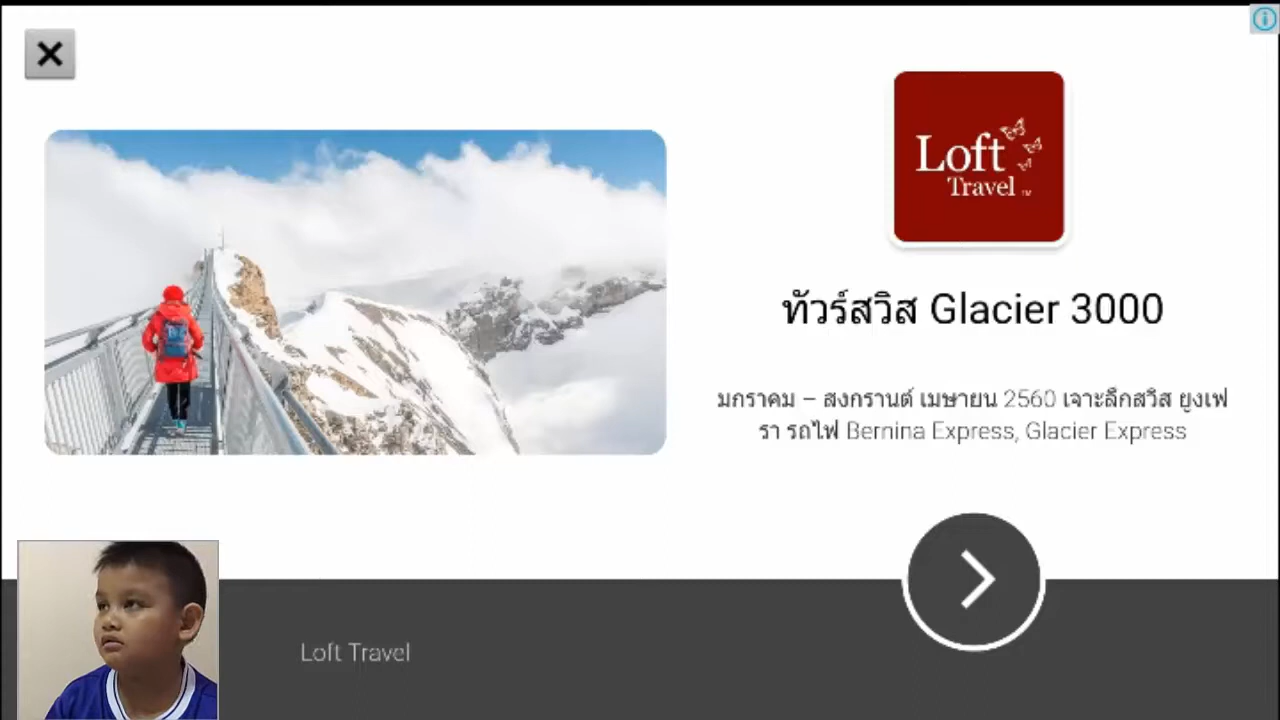 Loft
Travel ™
ทัวร์สวิส Glacier 3000
มกราคม – สงกรานต์ เมษายน 2560 เจาะลึกสวิส ยูงเฟ
รา รถไฟ Bernina Express, Glacier Express
Loft Travel